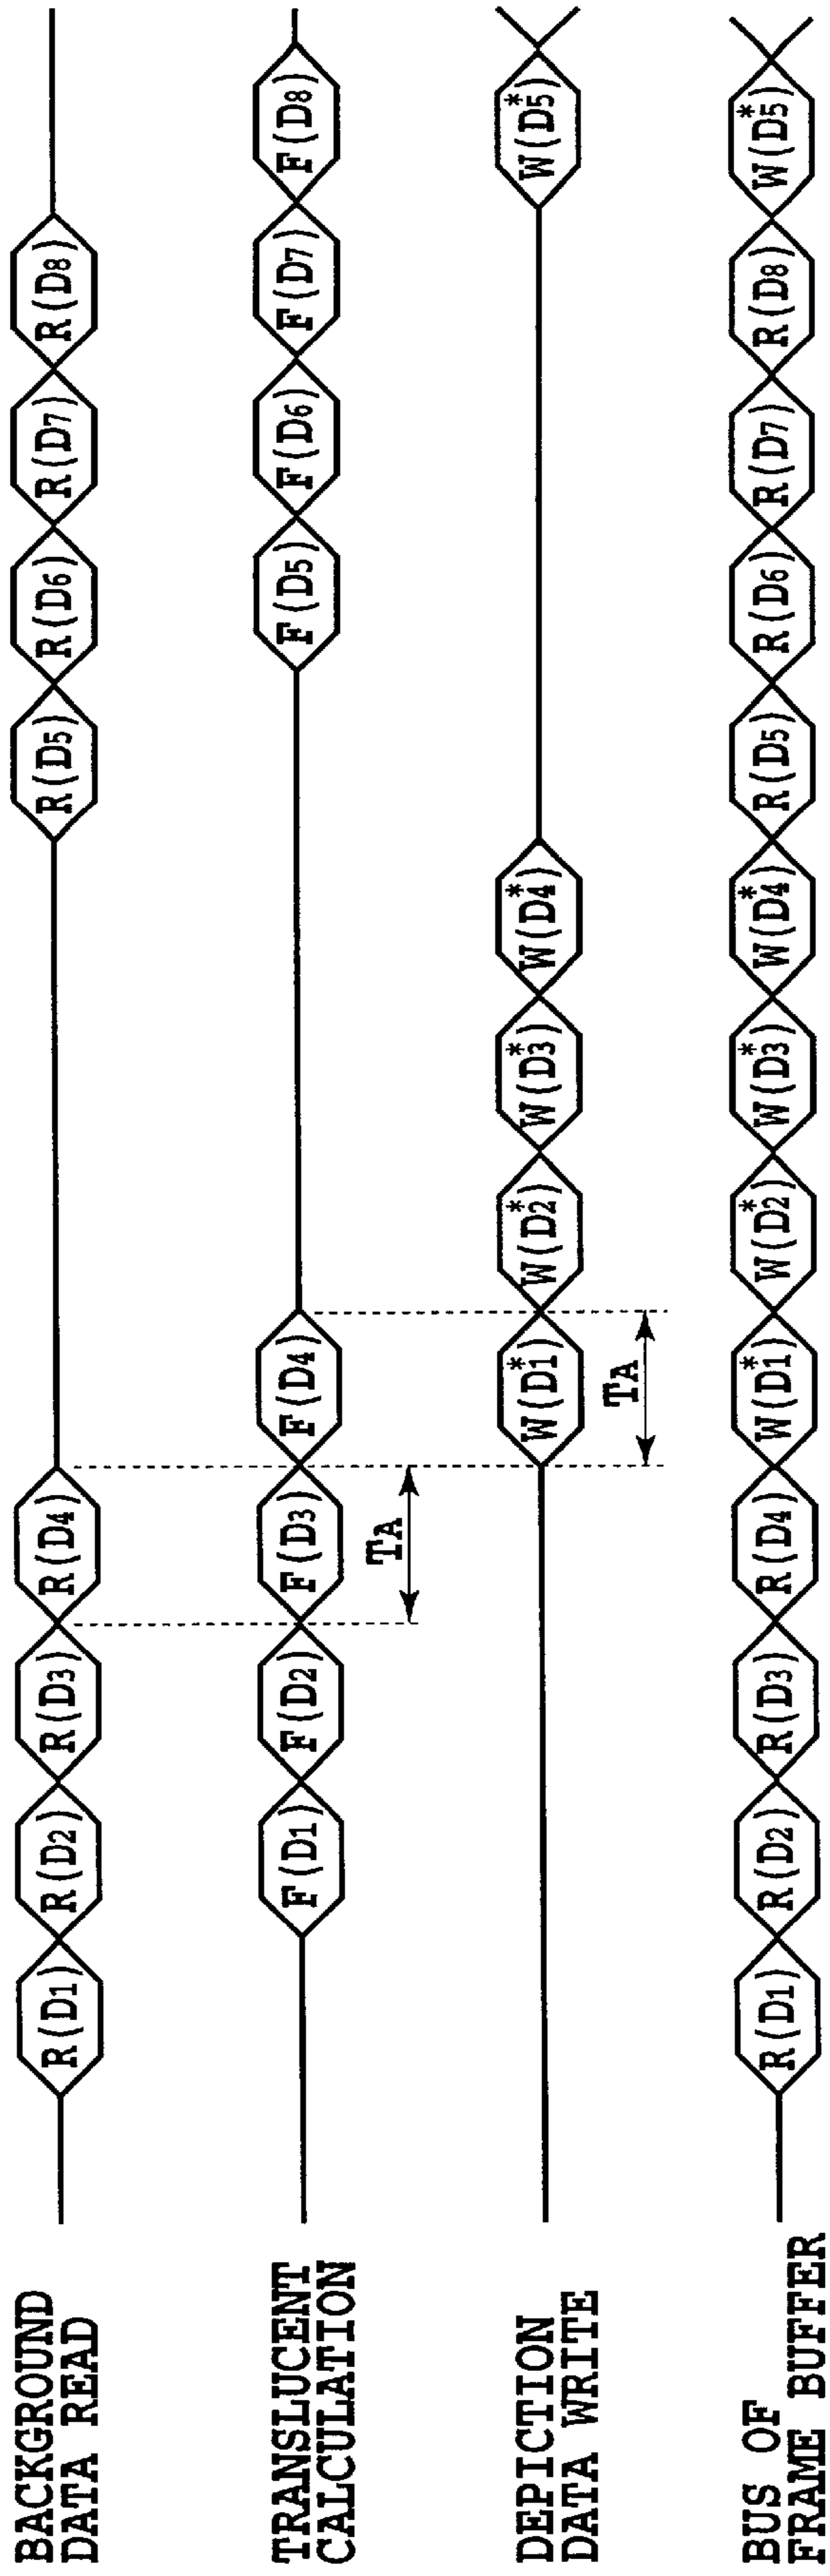 BACKGROUND
DATA READ
R(D1) R(D2) R(D3) R(D4) R(D5) R(D6) R(D7) R(D8)
TRANSLUCENT
CALCULATION
F(D1) F(D2) F(D3) F(D4) F(D5) F(D6) F(D7) F(D8)
TA
DEPICTION
DATA WRITE
W(D1*) W(D2*) W(D3*) W(D4*) W(D5*)
TA
BUS OF
FRAME BUFFER
R(D1) R(D2) R(D3) R(D4) W(D1*) W(D2*) W(D3*) W(D4*) R(D5) R(D6) R(D7) R(D8) W(D5*)